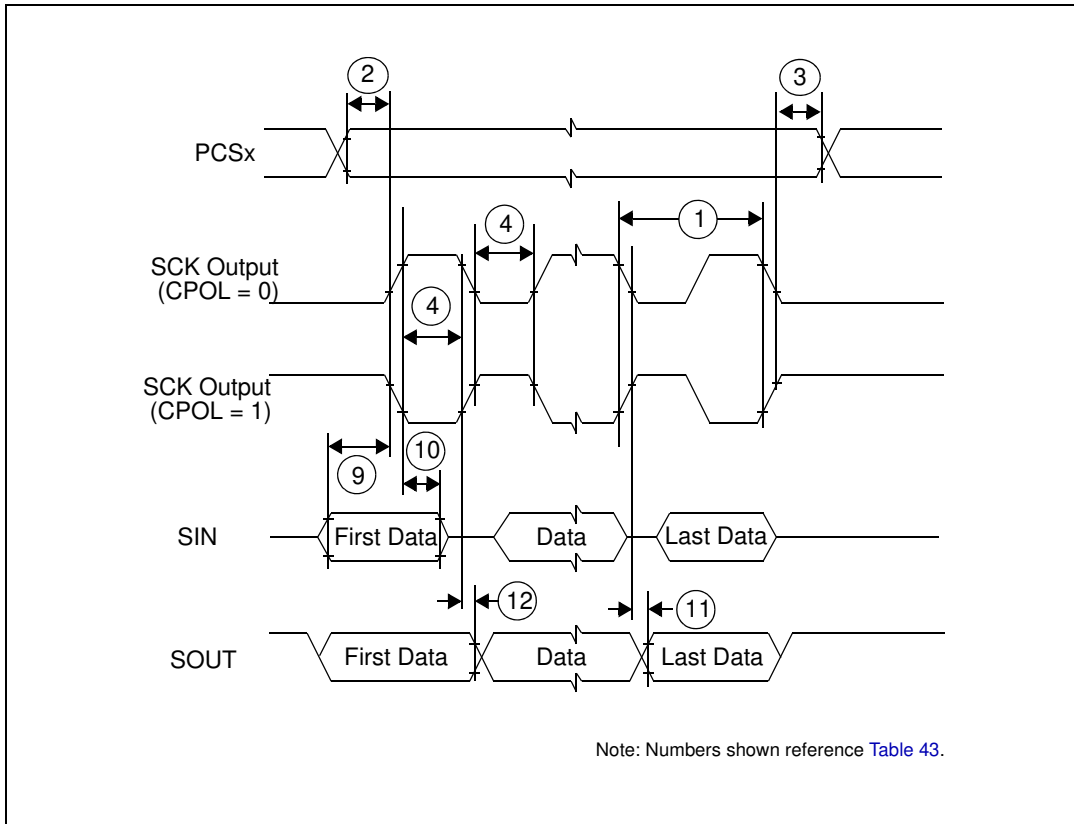 2
3
PCSx
4
1
SCK Output
(CPOL = 0)
4
SCK Output
(CPOL = 1)
10
9
SIN
First Data
Data
Last Data
12
11
SOUT
First Data
Data
Last Data
Note: Numbers shown reference Table 43.